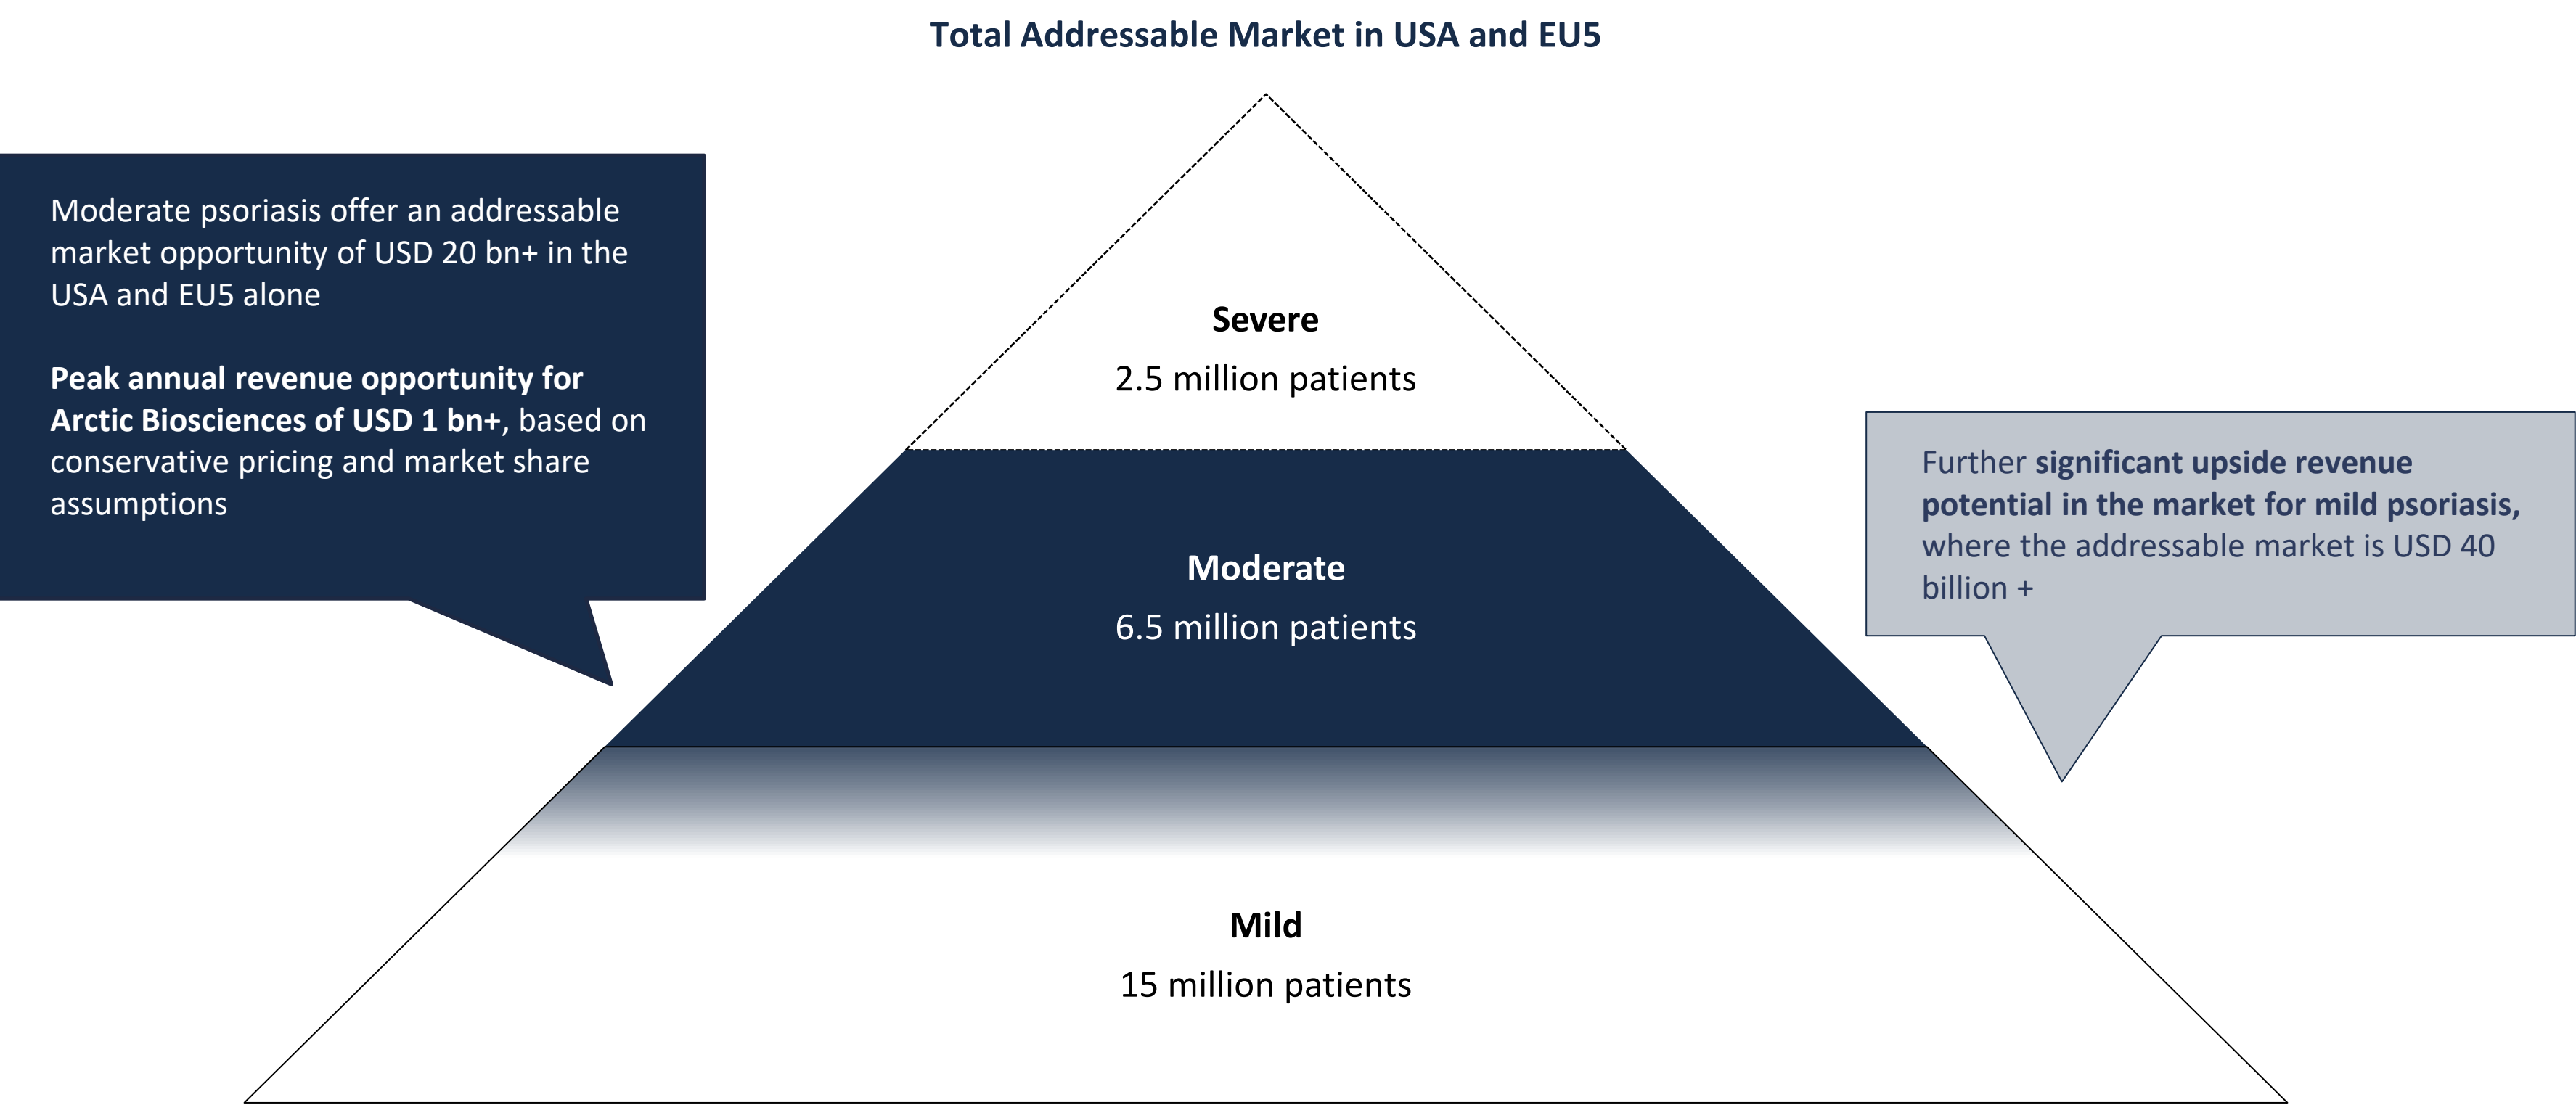 Total Addressable Market in USA and EU5
Moderate psoriasis offer an addressable
market opportunity of USD 20 bn+ in the
USA and EU5 alone
Peak annual revenue opportunity for
Arctic Biosciences of USD 1 bn+, based on
conservative pricing and market share
assumptions
Severe
2.5 million patients
Moderate
6.5 million patients
Further significant upside revenue
potential in the market for mild psoriasis,
where the addressable market is USD 40
billion +
Mild
15 million patients